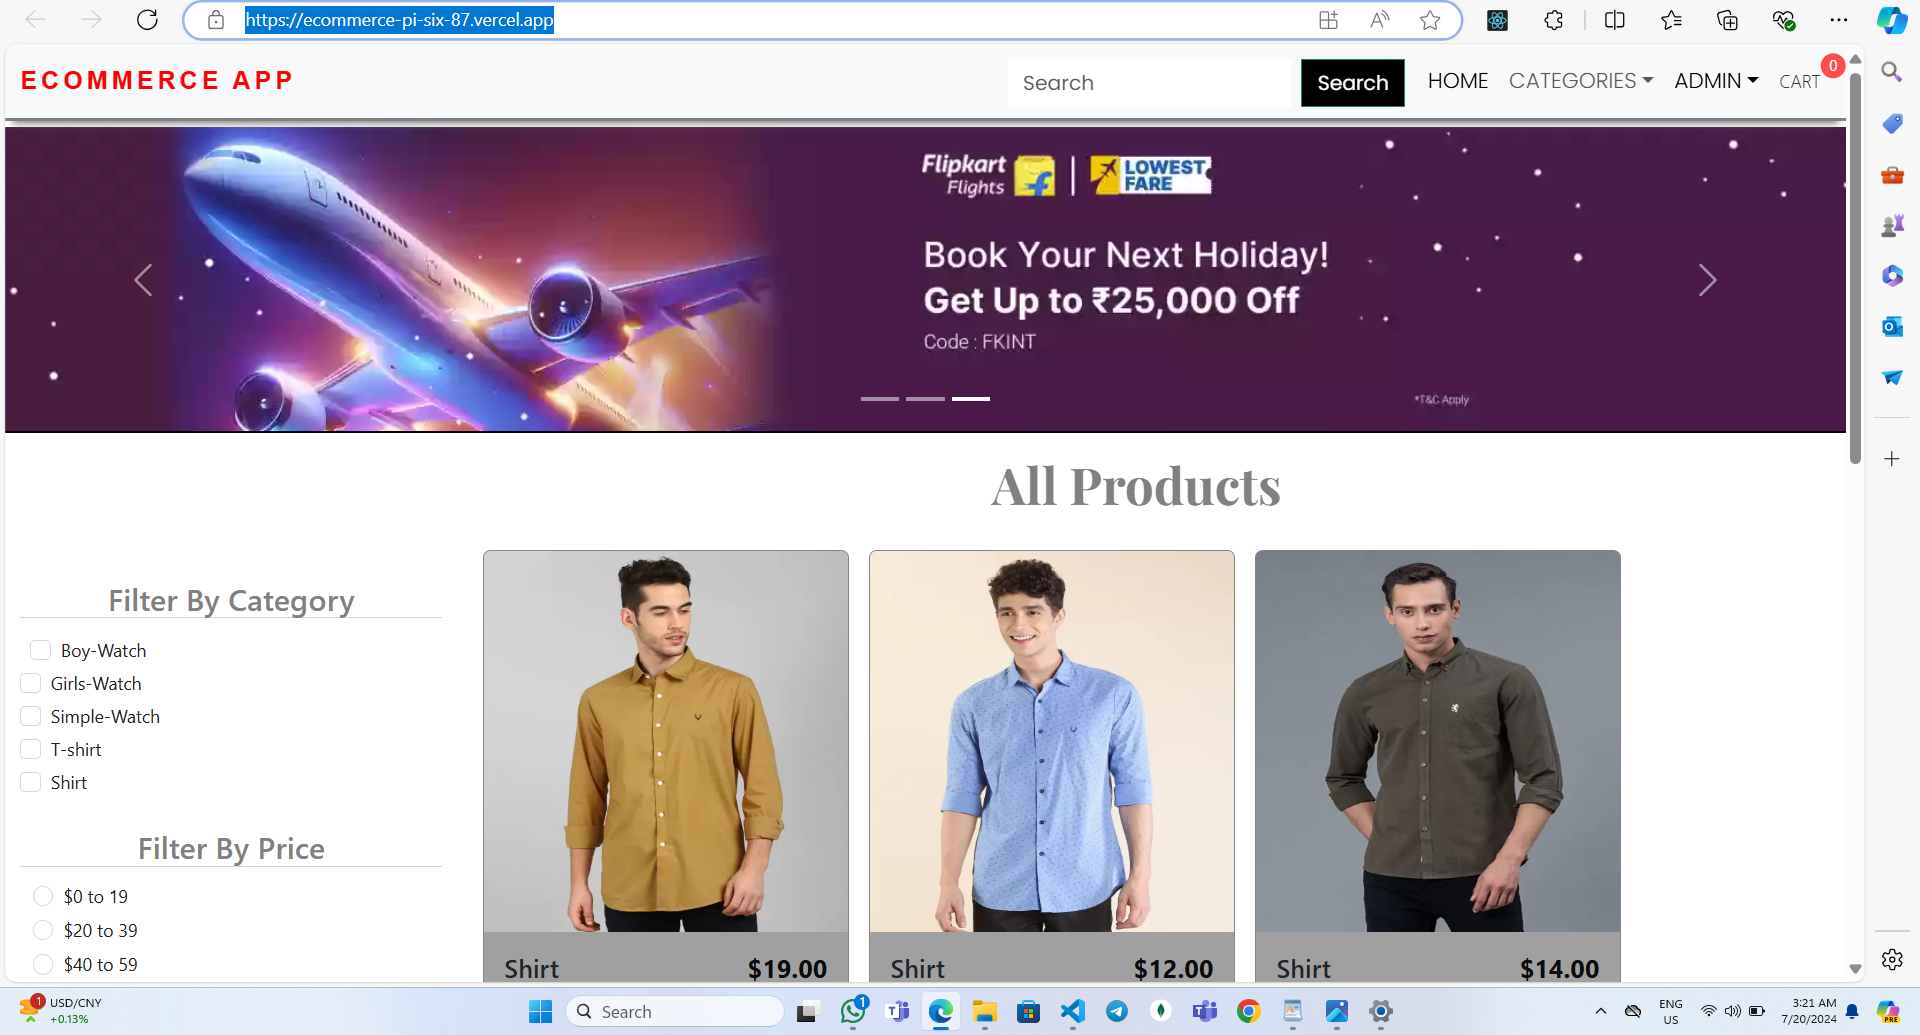 https://ecommerce-pi-six-87.vercel.app
ECOMMERCE APP
Search
Search
HOME
CATEGORIES
ADMIN
CART
0
Flipkart
Flights
LOWEST
FARE
Book Your Next Holiday!
Get Up to ₹25,000 Off
Code : FKINT
*T&C Apply
All Products
Filter By Category
Boy-Watch
Girls-Watch
Simple-Watch
T-shirt
Shirt
Filter By Price
$0 to 19
$20 to 39
$40 to 59
Shirt $19.00
Shirt $12.00
Shirt $14.00
1
USD/CNY
+0.13%
Search
1
ENG
US
3:21 AM
7/20/2024
PRE